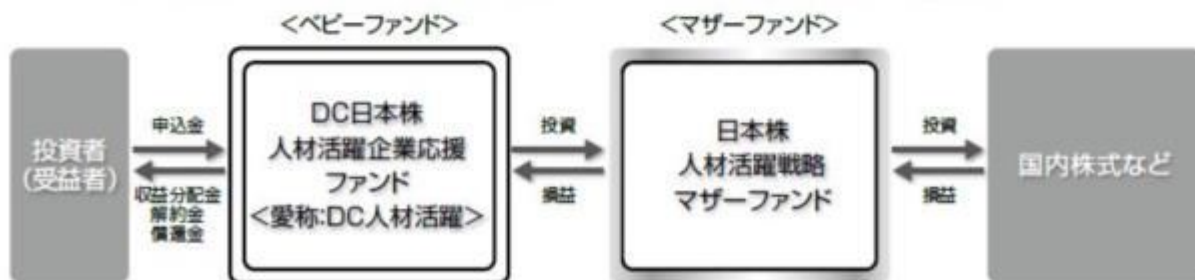 <ベビーファンド>
<マザーファンド>
投資者
(受益者)
申込金
収益分配金
解約金
償還金
DC日本株
人材活躍企業応援
ファンド
<愛称:DC人材活躍>
投資
損益
日本株
人材活躍戦略
マザーファンド
投資
損益
国内株式など